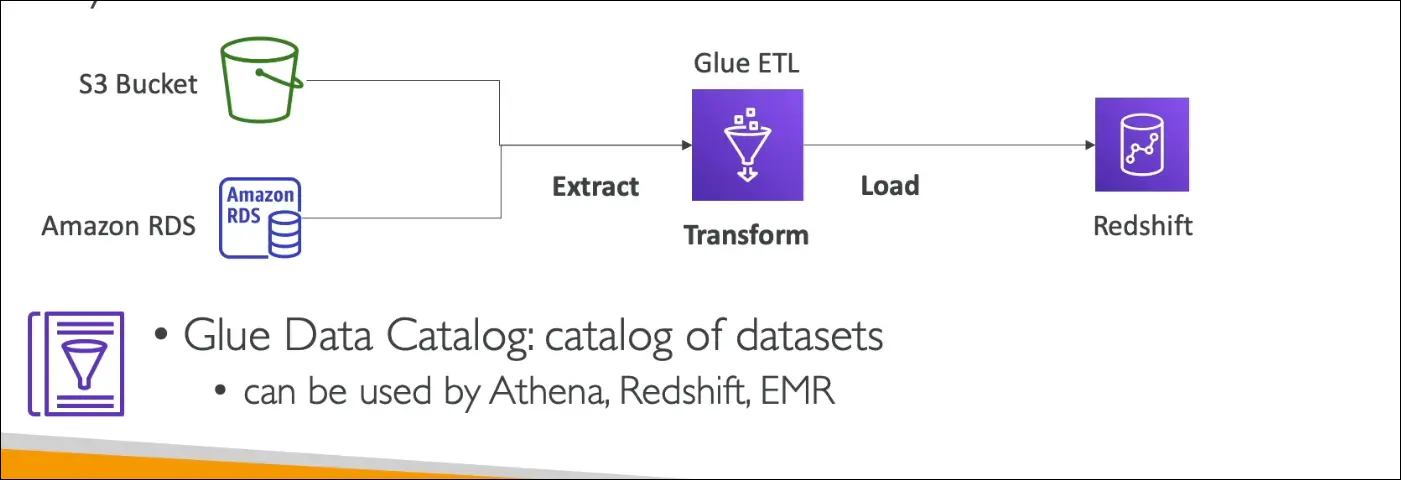 S3 Bucket
Glue ETL
Amazon
RDS
Amazon RDS
Extract
Load
Transform
Redshift
• Glue Data Catalog: catalog of datasets
• can be used by Athena, Redshift, EMR